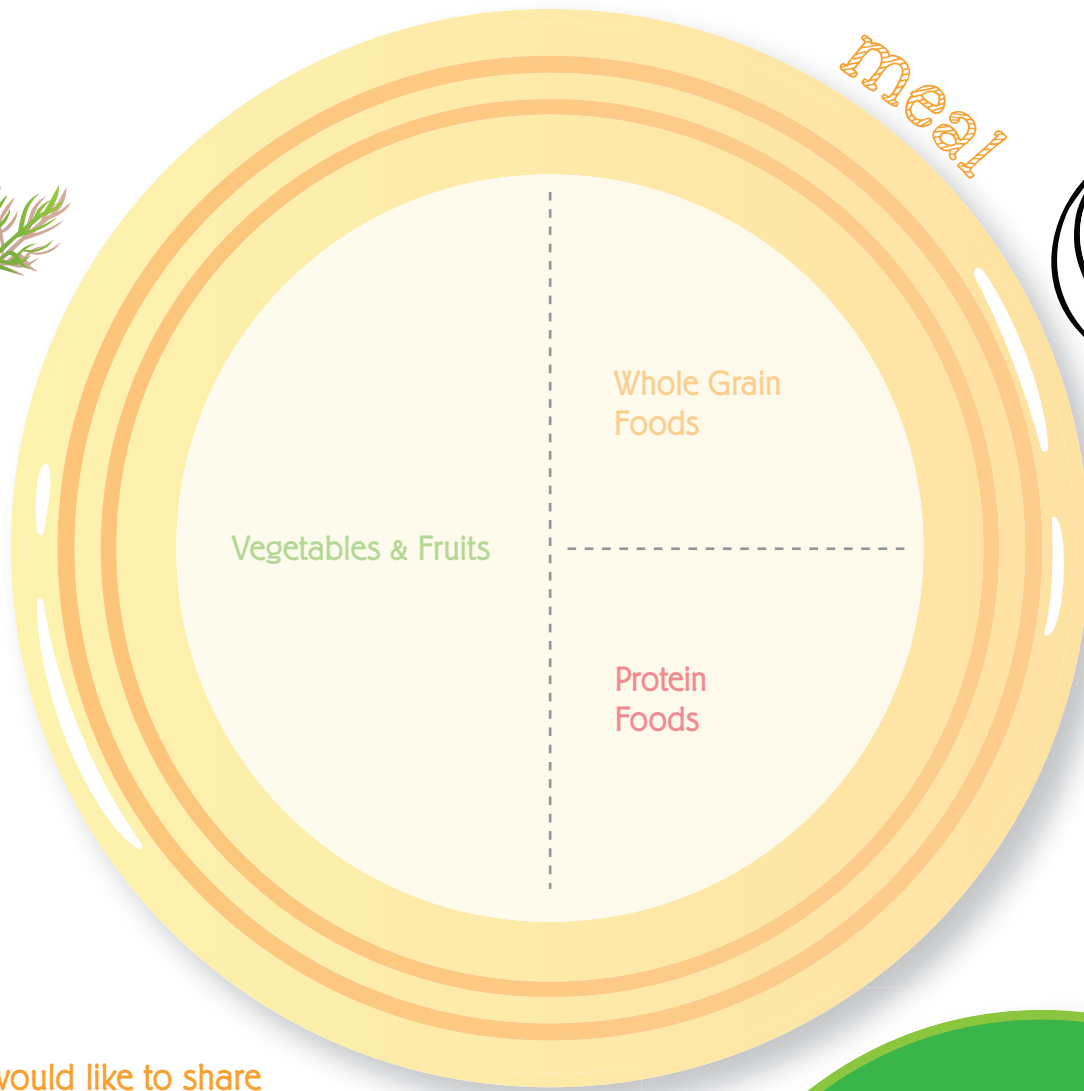 meal
Whole Grain
Foods
Vegetables & Fruits
Protein
Foods
would like to share